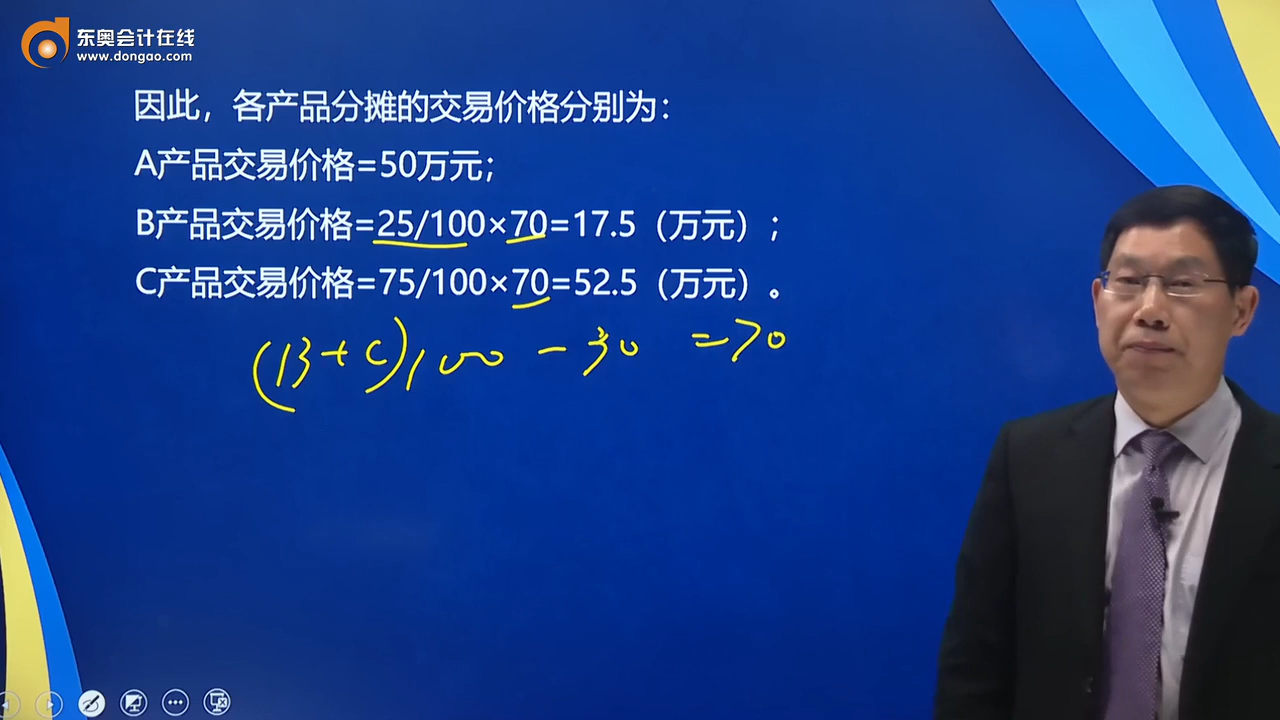 东奥会计在线
www.dongao.com
因此，各产品分摊的交易价格分别为：
A产品交易价格=50万元；
B产品交易价格=25/100×70=17.5（万元）；
C产品交易价格=75/100×70=52.5（万元）。
(B+C)100-30=70